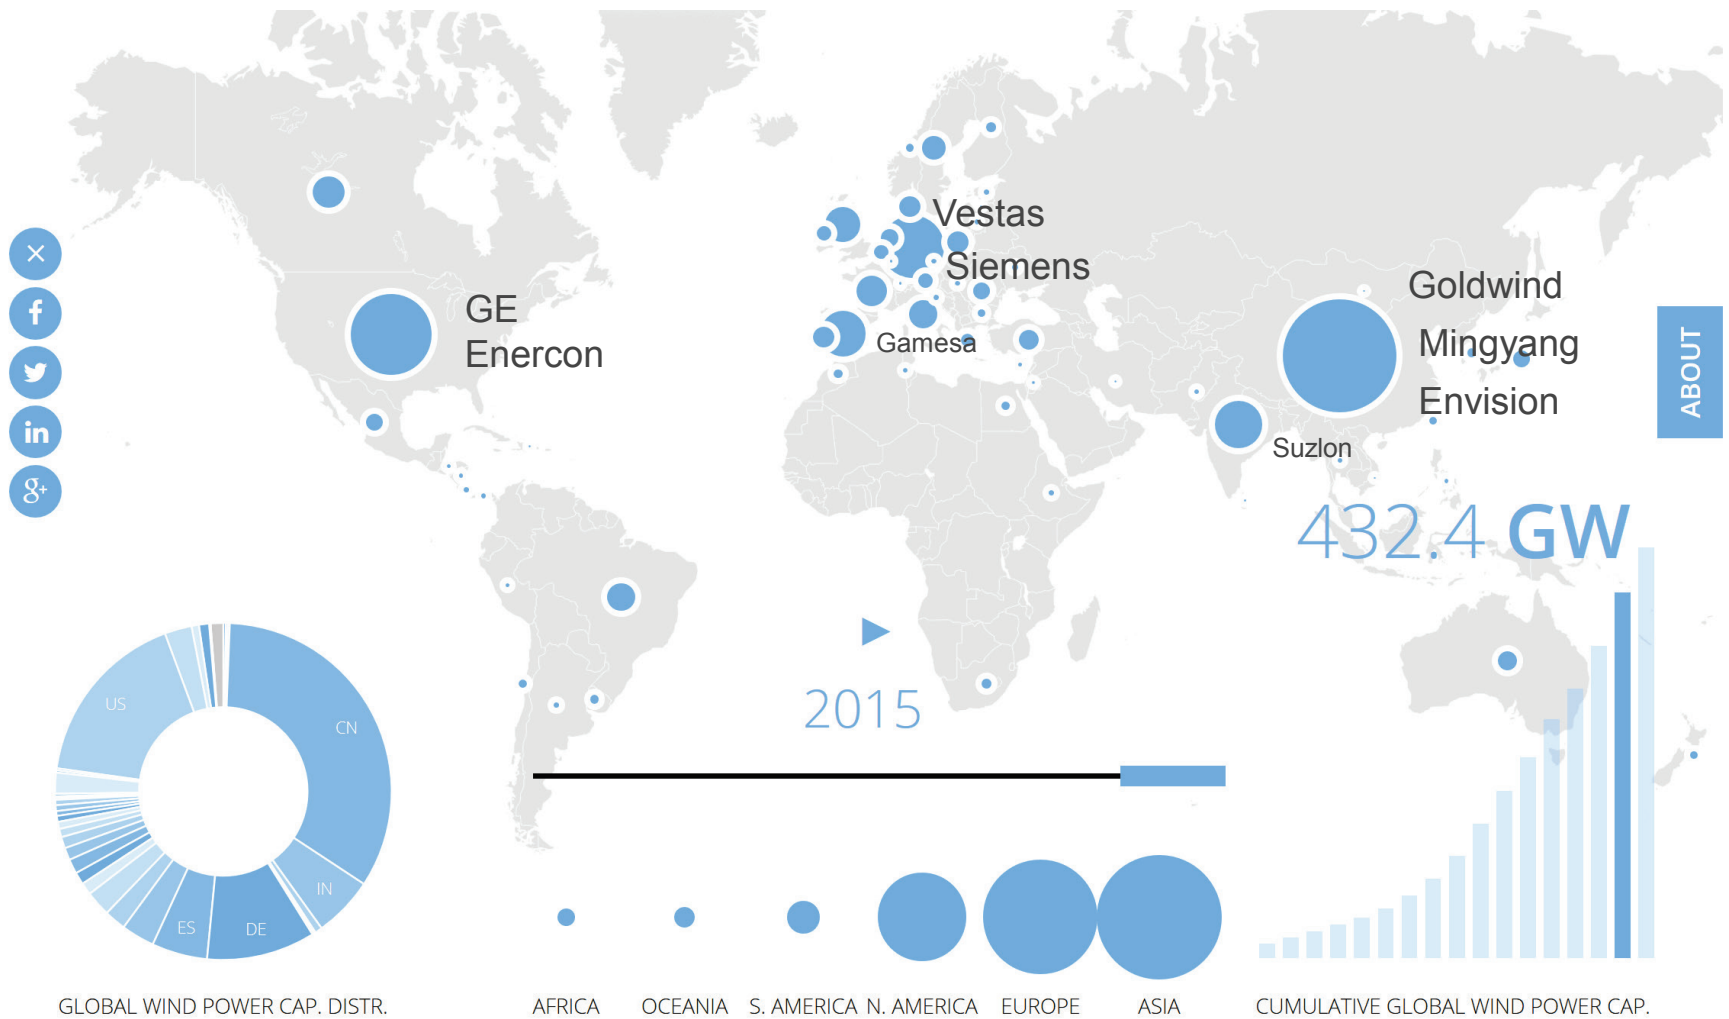 Vestas
Siemens
GE
Enercon
Gamesa
Goldwind
Mingyang
Envision
Suzlon
f
in
g+
ABOUT
432.4 GW
2015
US
CN
IN
ES
DE
GLOBAL WIND POWER CAP. DISTR.
AFRICA
OCEANIA
S. AMERICA
N. AMERICA
EUROPE
ASIA
CUMULATIVE GLOBAL WIND POWER CAP.